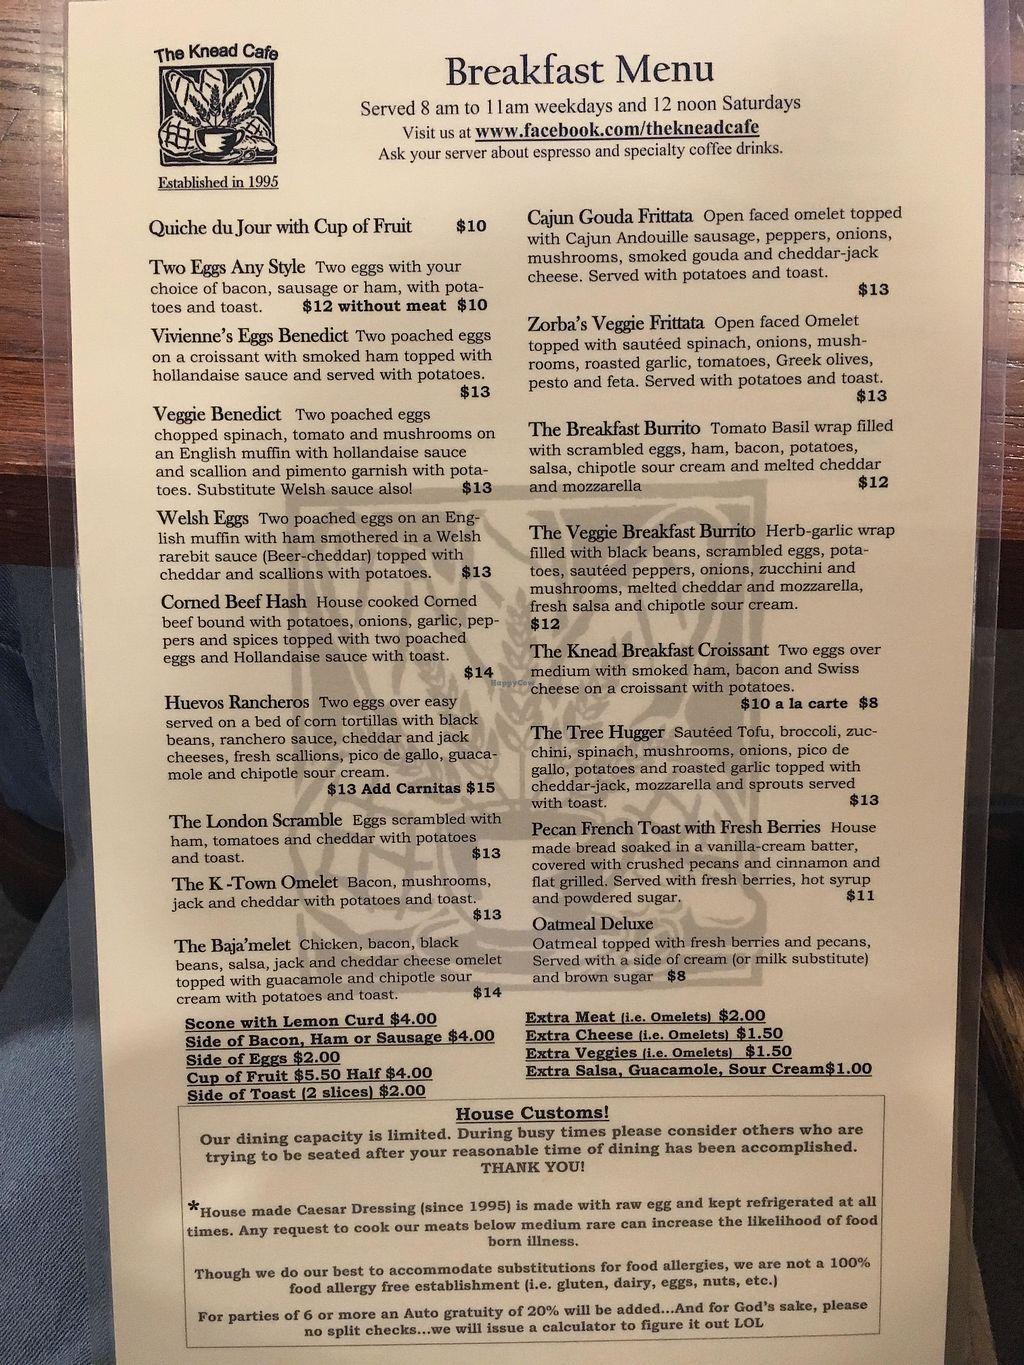 The Knead Cafe
Established in 1995
Breakfast Menu
Served 8 am to 11am weekdays and 12 noon Saturdays
Visit us at www.facebook.com/thekneadcafe
Ask your server about espresso and specialty coffee drinks.
Quiche du Jour with Cup of Fruit $10
Two Eggs Any Style Two eggs with your
choice of bacon, sausage or ham, with pota-
toes and toast. $12 without meat $10
Vivienne's Eggs Benedict Two poached eggs
on a croissant with smoked ham topped with
hollandaise sauce and served with potatoes.
$13
Veggie Benedict Two poached eggs
chopped spinach, tomato and mushrooms on
an English muffin with hollandaise sauce
and scallion and pimento garnish with pota-
toes. Substitute Welsh sauce also! $13
Welsh Eggs Two poached eggs on an Eng-
lish muffin with ham smothered in a Welsh
rarebit sauce (Beer-cheddar) topped with
cheddar and scallions with potatoes. $13
Corned Beef Hash House cooked Corned
beef bound with potatoes, onions, garlic, pep-
pers and spices topped with two poached
eggs and Hollandaise sauce with toast.
$14
Huevos Rancheros Two eggs over easy
served on a bed of corn tortillas with black
beans, ranchero sauce, cheddar and jack
cheeses, fresh scallions, pico de gallo, guaca-
mole and chipotle sour cream.
$13 Add Carnitas $15
The London Scramble Eggs scrambled with
ham, tomatoes and cheddar with potatoes
and toast. $13
The K -Town Omelet Bacon, mushrooms,
jack and cheddar with potatoes and toast.
$13
The Baja'melet Chicken, bacon, black
beans, salsa, jack and cheddar cheese omelet
topped with guacamole and chipotle sour
cream with potatoes and toast. $14
Scone with Lemon Curd $4.00
Side of Bacon, Ham or Sausage $4.00
Side of Eggs $2.00
Cup of Fruit $5.50 Half $4.00
Side of Toast (2 slices) $2.00
Cajun Gouda Frittata Open faced omelet topped
with Cajun Andouille sausage, peppers, onions,
mushrooms, smoked gouda and cheddar-jack
cheese. Served with potatoes and toast.
$13
Zorba's Veggie Frittata Open faced Omelet
topped with sautéed spinach, onions, mush-
rooms, roasted garlic, tomatoes, Greek olives,
pesto and feta. Served with potatoes and toast.
$13
The Breakfast Burrito Tomato Basil wrap filled
with scrambled eggs, ham, bacon, potatoes,
salsa, chipotle sour cream and melted cheddar
and mozzarella $12
The Veggie Breakfast Burrito Herb-garlic wrap
filled with black beans, scrambled eggs, pota-
toes, sautéed peppers, onions, zucchini and
mushrooms, melted cheddar and mozzarella,
fresh salsa and chipotle sour cream.
$12
The Knead Breakfast Croissant Two eggs over
medium with smoked ham, bacon and Swiss
cheese on a croissant with potatoes.
$10 a la carte $8
The Tree Hugger Sautéed Tofu, broccoli, zuc-
chini, spinach, mushrooms, onions, pico de
gallo, potatoes and roasted garlic topped with
cheddar-jack, mozzarella and sprouts served
with toast. $13
Pecan French Toast with Fresh Berries House
made bread soaked in a vanilla-cream batter,
covered with crushed pecans and cinnamon and
flat grilled. Served with fresh berries, hot syrup
and powdered sugar. $11
Oatmeal Deluxe
Oatmeal topped with fresh berries and pecans,
Served with a side of cream (or milk substitute)
and brown sugar $8
Extra Meat (i.e. Omelets) $2.00
Extra Cheese (i.e. Omelets) $1.50
Extra Veggies (i.e. Omelets) $1.50
Extra Salsa, Guacamole, Sour Cream$1.00
HappyCow
House Customs!
Our dining capacity is limited. During busy times please consider others who are
trying to be seated after your reasonable time of dining has been accomplished.
THANK YOU!
*House made Caesar Dressing (since 1995) is made with raw egg and kept refrigerated at all
times. Any request to cook our meats below medium rare can increase the likelihood of food
born illness.
Though we do our best to accommodate substitutions for food allergies, we are not a 100%
food allergy free establishment (i.e. gluten, dairy, eggs, nuts, etc.)
For parties of 6 or more an Auto gratuity of 20% will be added...And for God's sake, please
no split checks...we will issue a calculator to figure it out LOL